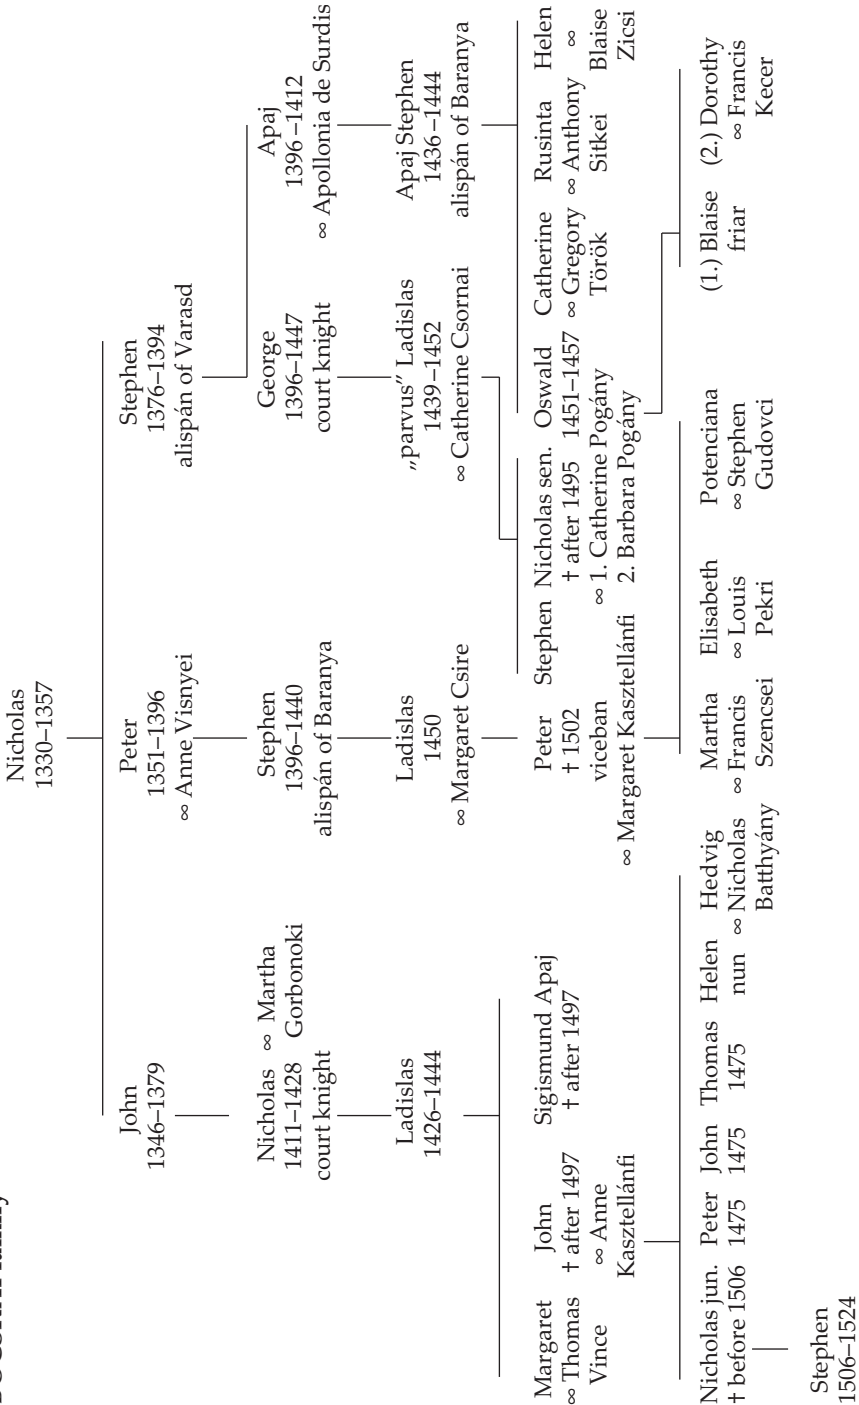 Nicholas
1330–1357
John
1346–1379
Peter
1351–1396
∞ Anne Visnyei
Stephen
1376–1394
alispán of Varasd
Nicholas
1411–1428
court knight
∞ Martha
Gorbonoki
Stephen
1396–1440
alispán of Baranya
George
1396–1447
court knight
Apaj
1396–1412
∞ Apollonia de Surdis
Ladislas
1426–1444
Ladislas
1450
∞ Margaret Csire
„parvus” Ladislas
1439–1452
∞ Catherine Csornai
Apaj Stephen
1436–1444
alispán of Baranya
Margaret
∞ Thomas
Vince
John
† after 1497
∞ Anne
Kasztellánfi
Sigismund Apaj
† after 1497
Peter
† 1502
viceban
∞ Margaret Kasztellánfi
Stephen
Nicholas sen.
† after 1495
∞ 1. Catherine Pogány
2. Barbara Pogány
Oswald
1451–1457
Catherine
∞ Gregory
Török
Rusinta
∞ Anthony
Sitkei
Helen
∞
Blaise
Zicsi
Nicholas jun.
† before 1506
Peter
1475
John
1475
Thomas
1475
Helen
nun
Hedvig
∞ Nicholas
Batthyány
Martha
∞ Francis
Szencsei
Elisabeth
∞ Louis
Pekri
Potenciana
∞ Stephen
Gudovci
(1.) Blaise
friar
(2.) Dorothy
∞ Francis
Kecer
Stephen
1506–1524